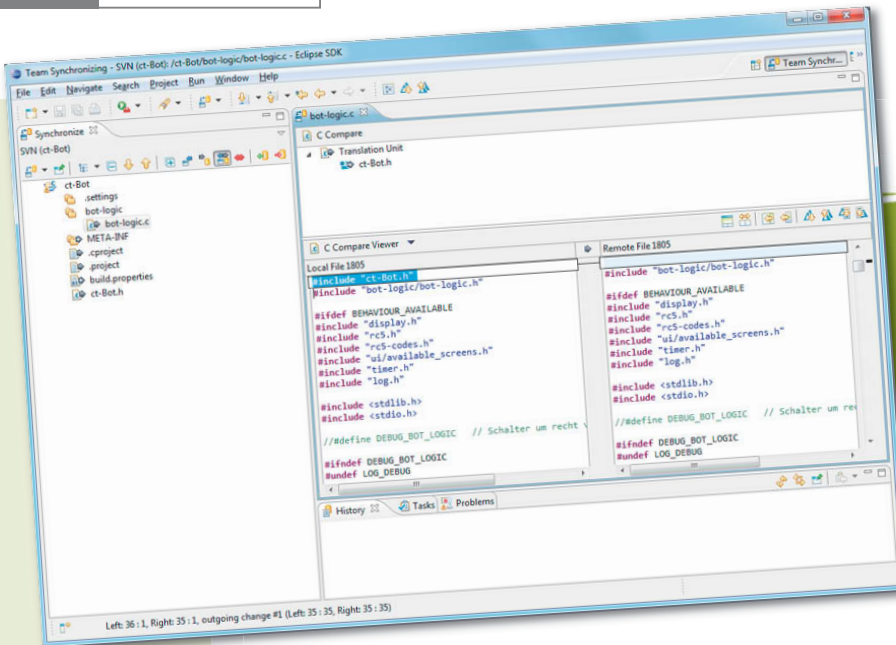 Team Synchronizing - SVN (ct-Bot): /ct-Bot/bot-logic/bot-logic.c - Eclipse SDK
File Edit Navigate Search Project Run Window Help
Team Synchr...
Synchronize
SVN (ct-Bot)
ct-Bot
.settings
bot-logic
bot-logic.c
META-INF
.cproject
.project
build.properties
ct-Bot.h
bot-logic.c
C Compare
Translation Unit
ct-Bot.h
C Compare Viewer
Local File 1805
#include "ct-Bot.h"
#include "bot-logic/bot-logic.h"
#ifdef BEHAVIOUR_AVAILABLE
#include "display.h"
#include "rc5.h"
#include "rc5-codes.h"
#include "ui/available_screens.h"
#include "timer.h"
#include "log.h"
#include <stdlib.h>
#include <stdio.h>
//#define DEBUG_BOT_LOGIC // Schalter um recht v
#ifndef DEBUG_BOT_LOGIC
#undef LOG_DEBUG
Remote File 1805
#include "bot-logic/bot-logic.h"
#ifdef BEHAVIOUR_AVAILABLE
#include "display.h"
#include "rc5.h"
#include "rc5-codes.h"
#include "ui/available_screens.h"
#include "timer.h"
#include "log.h"
#include <stdlib.h>
#include <stdio.h>
//#define DEBUG_BOT_LOGIC // Schalter um rec
#ifndef DEBUG_BOT_LOGIC
#undef LOG_DEBUG
History Tasks Problems
Left: 36 : 1, Right: 35 : 1, outgoing change #1 (Left: 35 : 35, Right: 35 : 35)